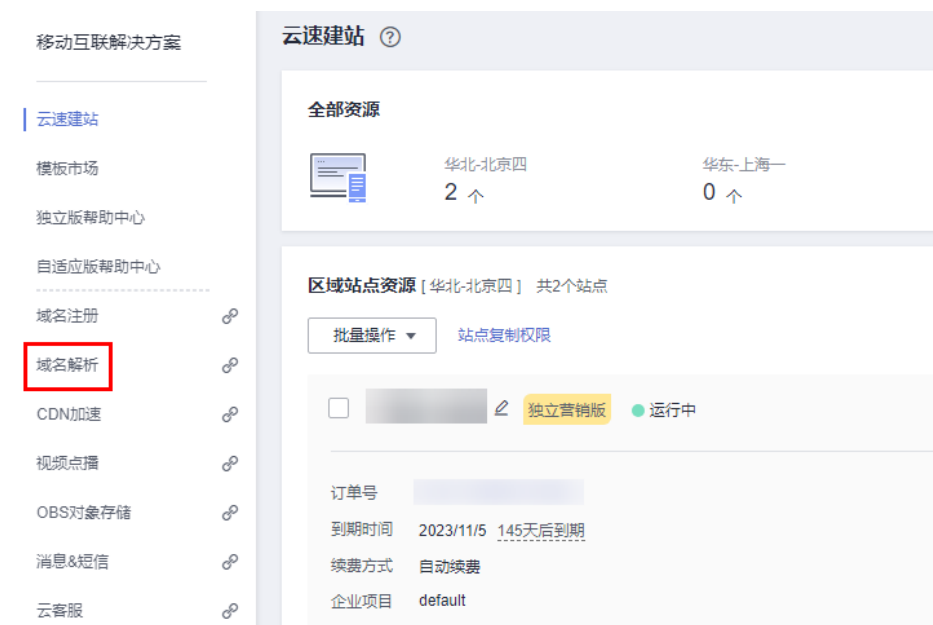 移动互联解决方案
云速建站
模板市场
独立版帮助中心
自适应版帮助中心
域名注册
域名解析
CDN加速
视频点播
OBS对象存储
消息&短信
云客服
云速建站 ?
全部资源
华北-北京四
2 个
华东-上海一
0 个
区域站点资源 [ 华北-北京四 ] 共2个站点
批量操作 站点复制权限
独立营销版 运行中
订单号
到期时间 2023/11/5 145天后到期
续费方式 自动续费
企业项目 default